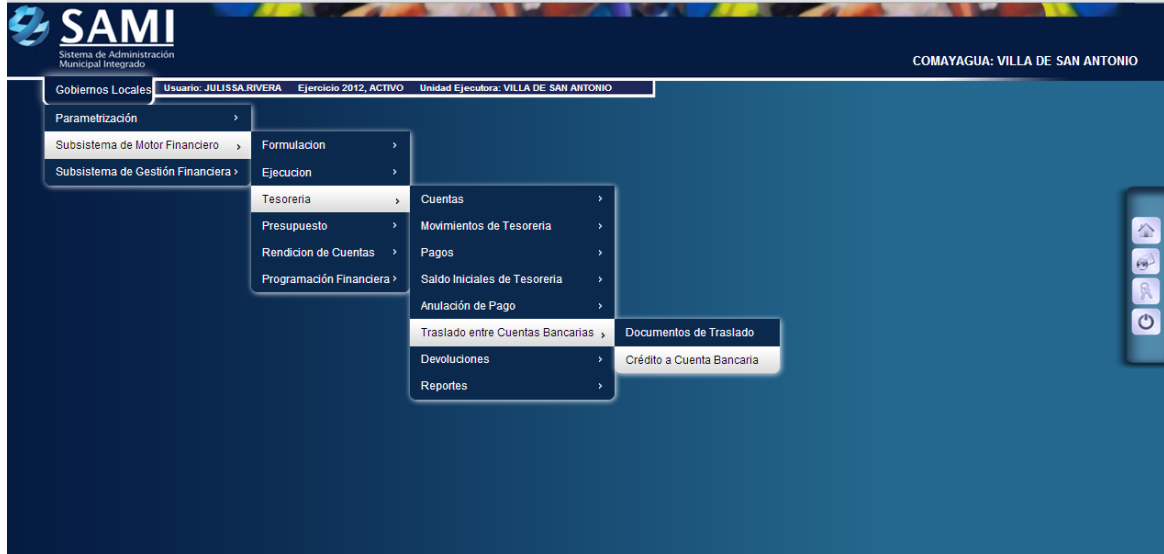 SAMI
Sistema de Administración
Municipal Integrado
COMAYAGUA: VILLA DE SAN ANTONIO
Gobiernos Locales
Usuario: JULISSA.RIVERA Ejercicio 2012, ACTIVO Unidad Ejecutora: VILLA DE SAN ANTONIO
Parametrización
Subsistema de Motor Financiero
Subsistema de Gestión Financiera
Formulacion
Ejecucion
Tesoreria
Presupuesto
Rendicion de Cuentas
Programación Financiera
Cuentas
Movimientos de Tesoreria
Pagos
Saldo Iniciales de Tesoreria
Anulación de Pago
Traslado entre Cuentas Bancarias
Devoluciones
Reportes
Documentos de Traslado
Crédito a Cuenta Bancaria